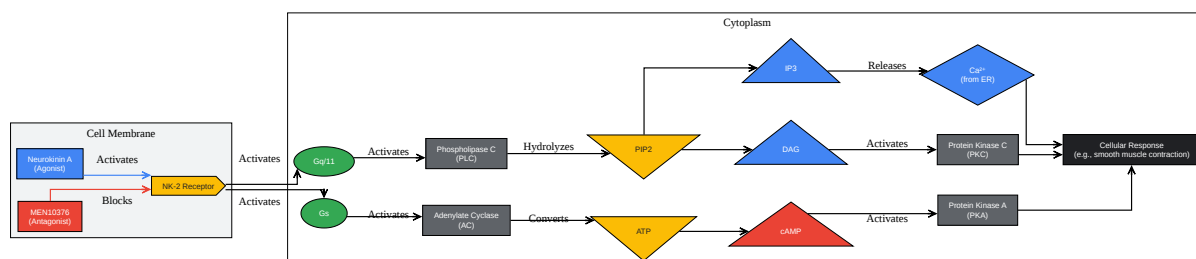 Cytoplasm
IP3
Releases
Ca²⁺
(from ER)
Cell Membrane
Neurokinin A
(Agonist)
Activates
NK-2 Receptor
Blocks
MEN10376
(Antagonist)
Activates
Activates
Gq/11
Activates
Phospholipase C
(PLC)
Hydrolyzes
PIP2
DAG
Activates
Protein Kinase C
(PKC)
Cellular Response
(e.g., smooth muscle contraction)
Gs
Activates
Adenylate Cyclase
(AC)
Converts
ATP
cAMP
Activates
Protein Kinase A
(PKA)